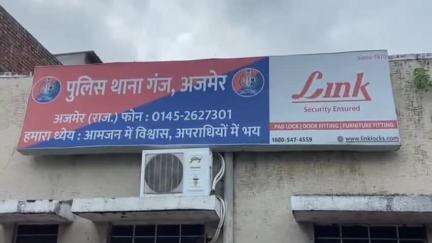 पुलिस थाना गंज, अजमेर
अजमेर (राज.) फोन : 0145-2627301
हमारा ध्येय : आमजन में विश्वास, अपराधियों में भय
Link
Security Ensured
PAD LOCK | DOOR FITTING | FURNITURE FITTING
1800-547-4559
www.linklocks.com
Godrej